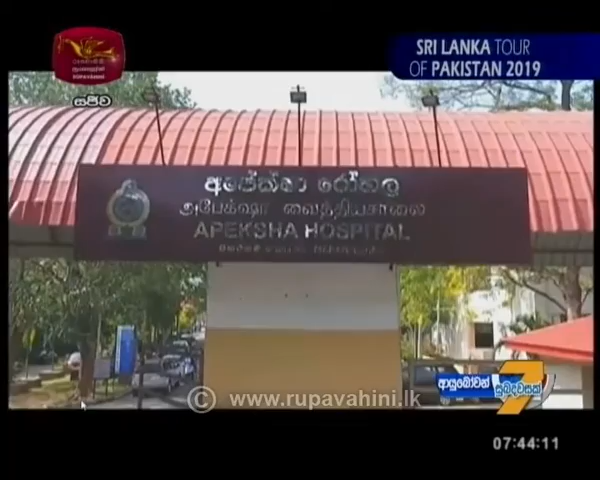 SRI LANKA TOUR
OF PAKISTAN 2019
සජීව
අපේක්ෂා රෝහල
அபேக்ஷா வைத்தியசாலை
APEKSHA HOSPITAL
ආයුබෝවන්
සුබ දවසක්
7
© www.rupavahini.lk
07:44:11